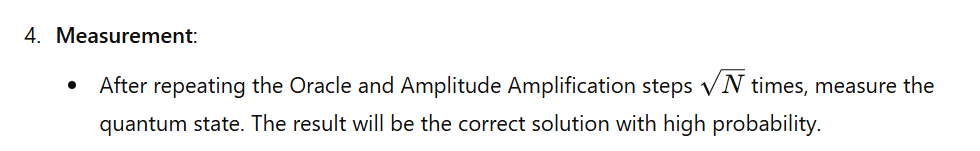 4. Measurement:
• After repeating the Oracle and Amplitude Amplification steps √N times, measure the
quantum state. The result will be the correct solution with high probability.